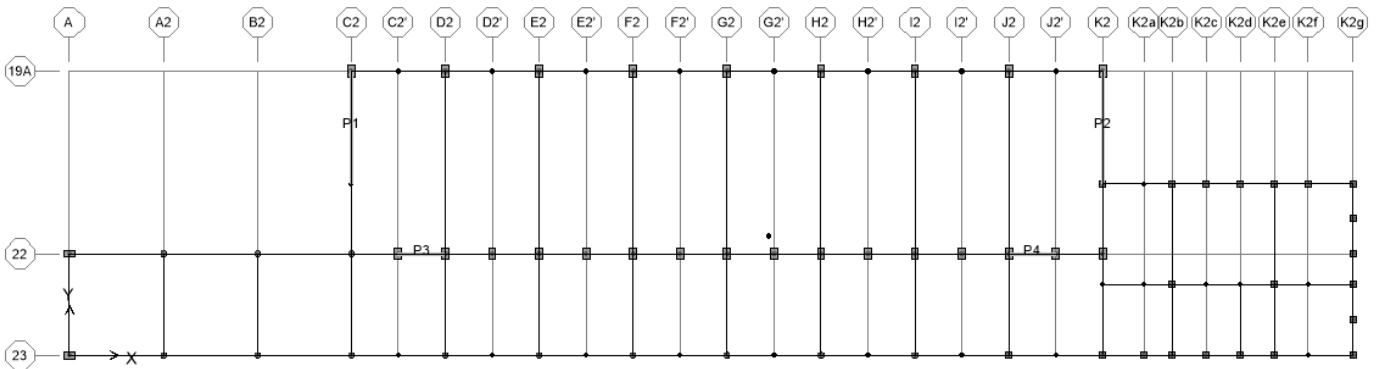 A A2 B2 C2 C2' D2 D2' E2 E2' F2 F2' G2 G2' H2 H2' I2 I2' J2 J2' K2 K2a K2b K2c K2d K2e K2f K2g
19A
P1 P2
22 P3 P4
Y
23 X